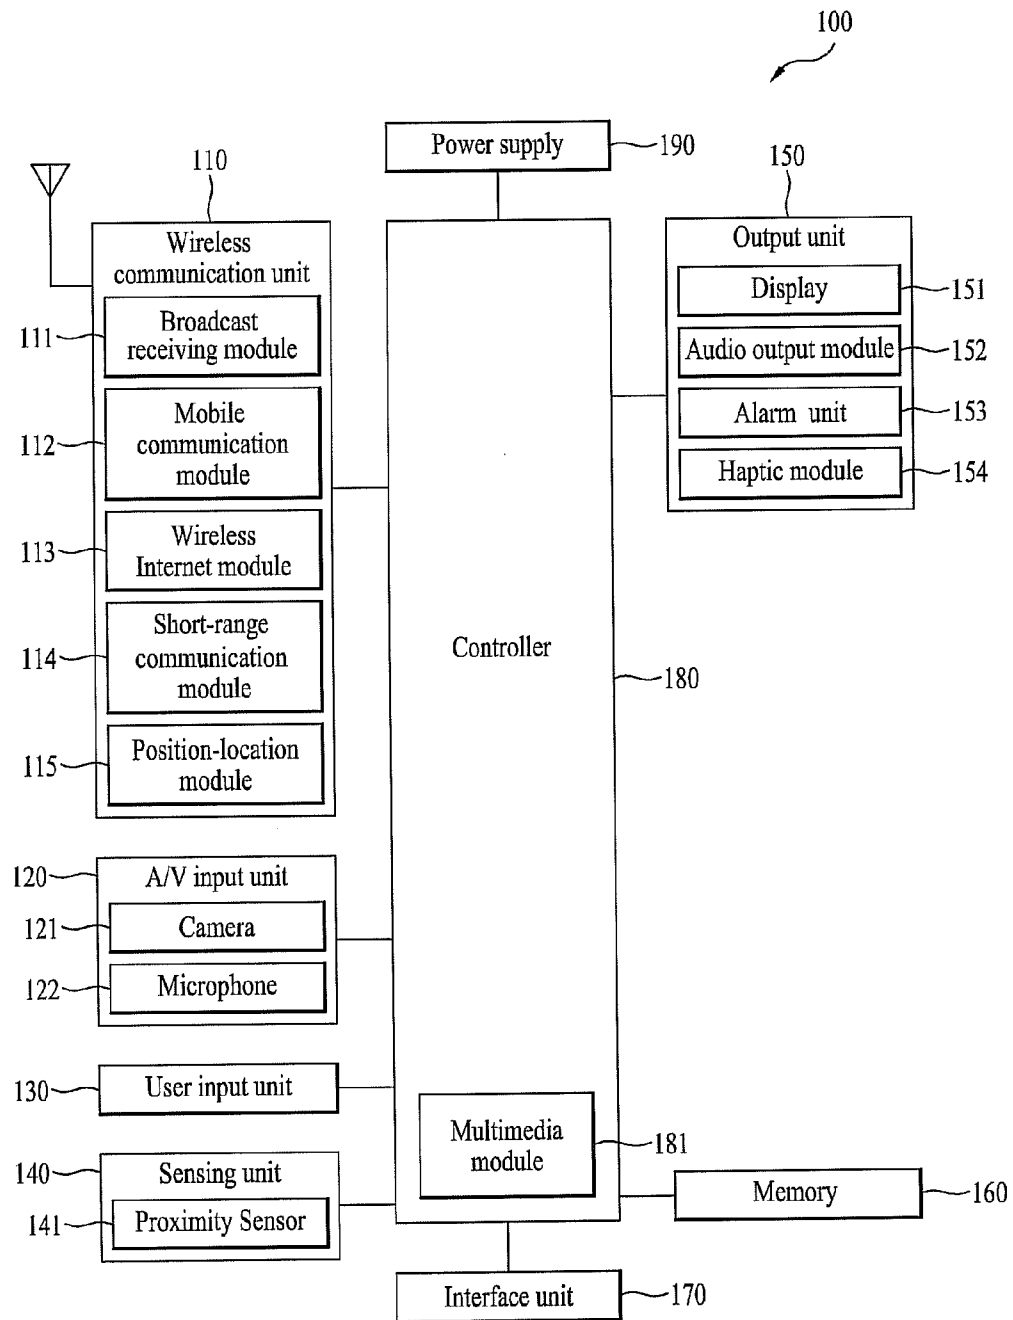 100
Power supply
190
110
Wireless
communication unit
111
Broadcast
receiving module
112
Mobile
communication
module
113
Wireless
Internet module
114
Short-range
communication
module
115
Position-location
module
150
Output unit
Display
151
Audio output module
152
Alarm unit
153
Haptic module
154
Controller
180
120
A/V input unit
121
Camera
122
Microphone
130
User input unit
140
Sensing unit
141
Proximity Sensor
Multimedia
module
181
Memory
160
Interface unit
170